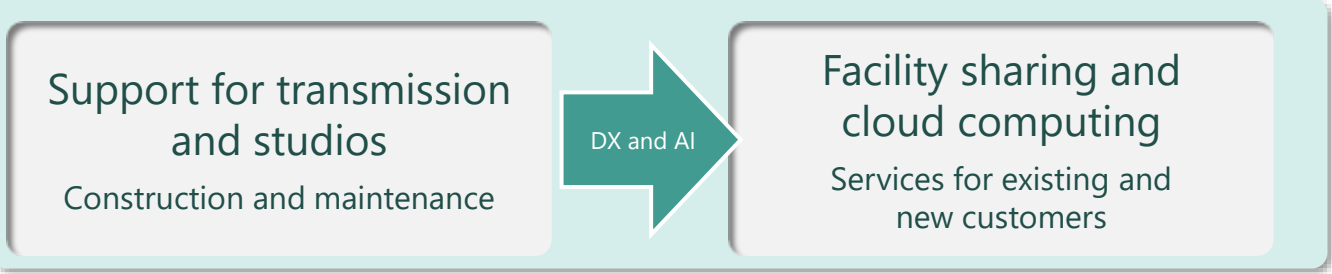 Support for transmission
and studios
Construction and maintenance
DX and AI
Facility sharing and
cloud computing
Services for existing and
new customers